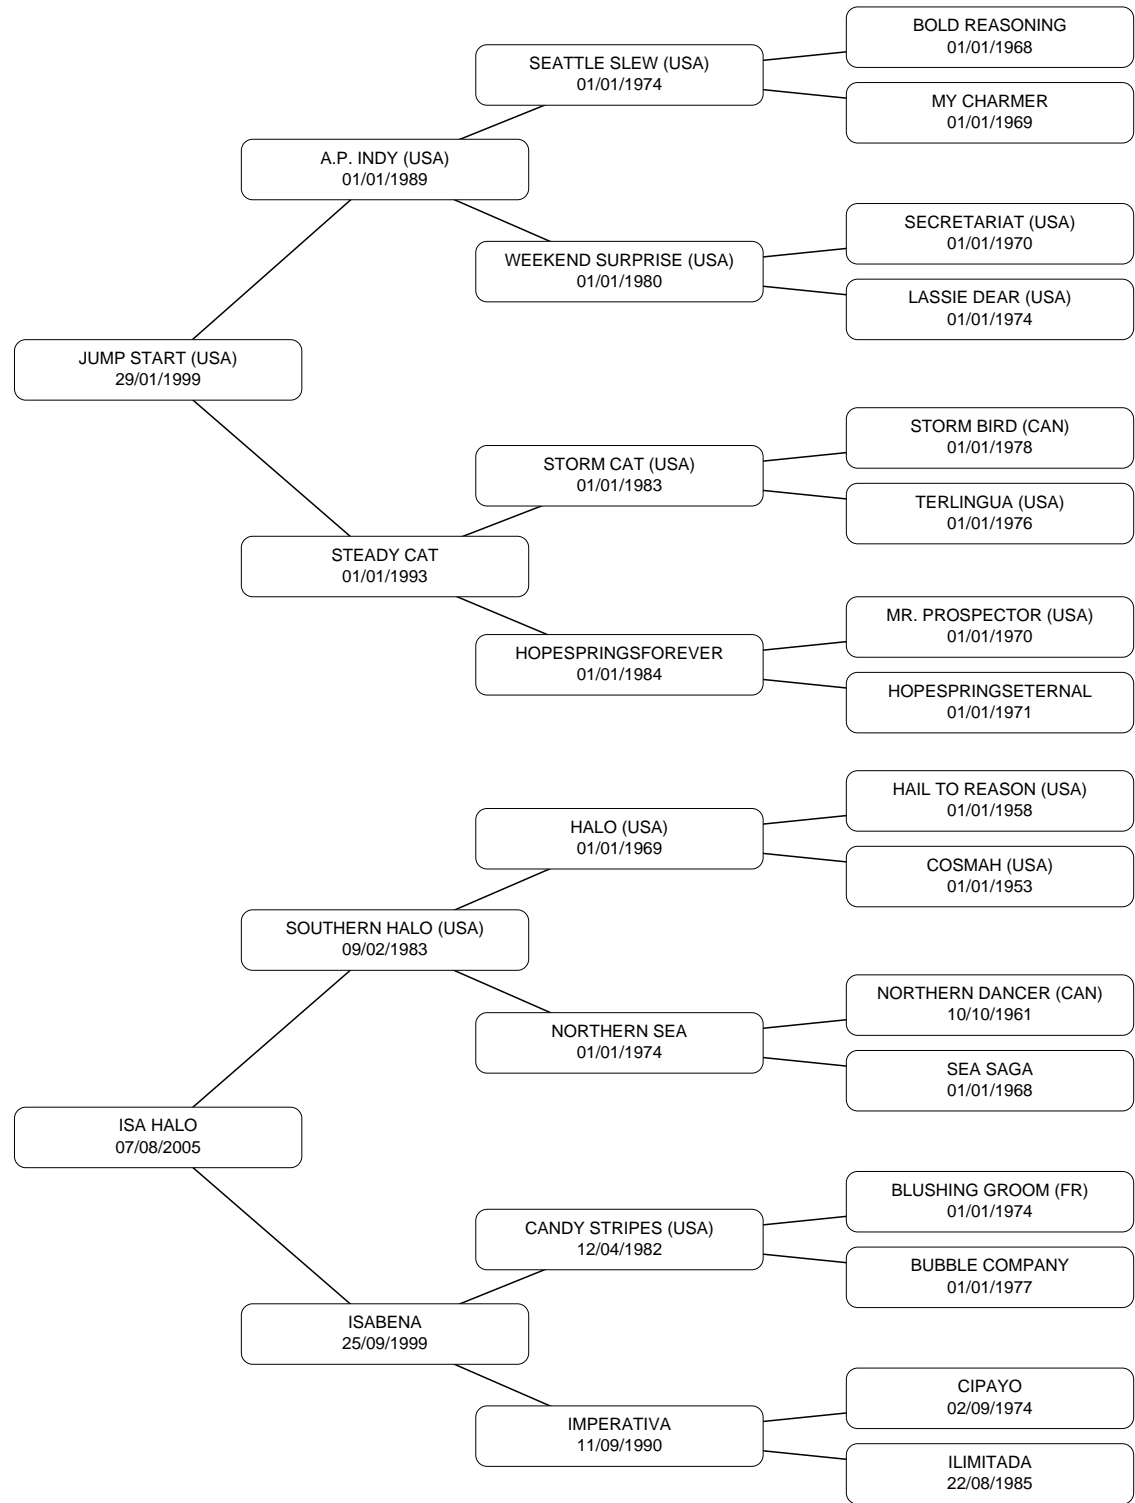 BOLD REASONING
01/01/1968
SEATTLE SLEW (USA)
01/01/1974
MY CHARMER
01/01/1969
A.P. INDY (USA)
01/01/1989
SECRETARIAT (USA)
01/01/1970
WEEKEND SURPRISE (USA)
01/01/1980
LASSIE DEAR (USA)
01/01/1974
JUMP START (USA)
29/01/1999
STORM BIRD (CAN)
01/01/1978
STORM CAT (USA)
01/01/1983
TERLINGUA (USA)
01/01/1976
STEADY CAT
01/01/1993
MR. PROSPECTOR (USA)
01/01/1970
HOPESPRINGSFOREVER
01/01/1984
HOPESPRINGSETERNAL
01/01/1971
HAIL TO REASON (USA)
01/01/1958
HALO (USA)
01/01/1969
COSMAH (USA)
01/01/1953
SOUTHERN HALO (USA)
09/02/1983
NORTHERN DANCER (CAN)
10/10/1961
NORTHERN SEA
01/01/1974
SEA SAGA
01/01/1968
ISA HALO
07/08/2005
BLUSHING GROOM (FR)
01/01/1974
CANDY STRIPES (USA)
12/04/1982
BUBBLE COMPANY
01/01/1977
ISABENA
25/09/1999
CIPAYO
02/09/1974
IMPERATIVA
11/09/1990
ILIMITADA
22/08/1985